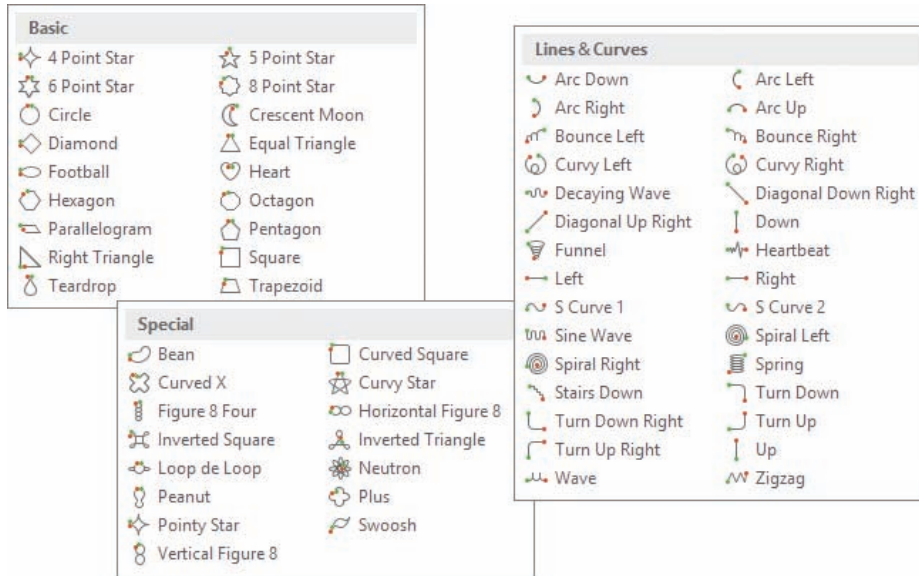 Basic
4 Point Star 5 Point Star
6 Point Star 8 Point Star
Circle Crescent Moon
Diamond Equal Triangle
Football Heart
Hexagon Octagon
Parallelogram Pentagon
Right Triangle Square
Teardrop Trapezoid
Special
Bean Curved Square
Curved X Curvy Star
Figure 8 Four Horizontal Figure 8
Inverted Square Inverted Triangle
Loop de Loop Neutron
Peanut Plus
Pointy Star Swoosh
Vertical Figure 8
Lines & Curves
Arc Down Arc Left
Arc Right Arc Up
Bounce Left Bounce Right
Curvy Left Curvy Right
Decaying Wave Diagonal Down Right
Diagonal Up Right Down
Funnel Heartbeat
Left Right
S Curve 1 S Curve 2
Sine Wave Spiral Left
Spiral Right Spring
Stairs Down Turn Down
Turn Down Right Turn Up
Turn Up Right Up
Wave Zigzag